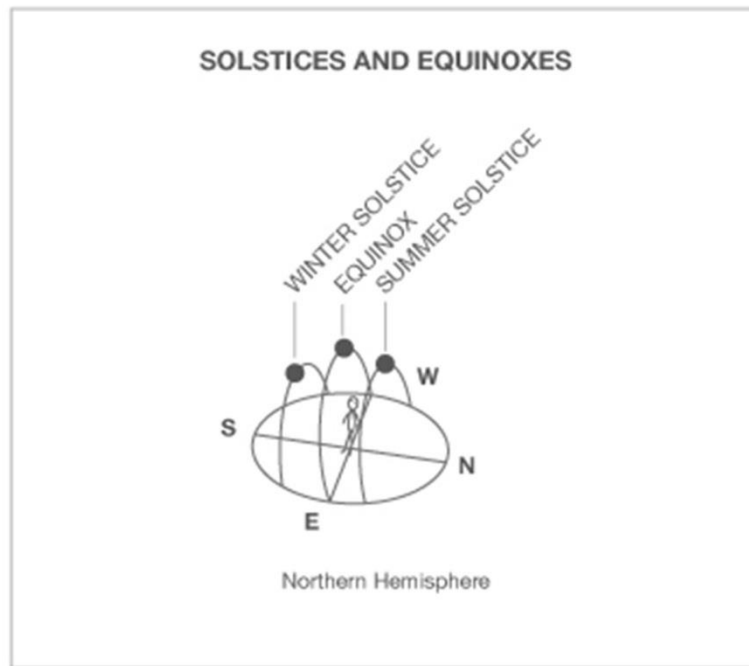 SOLSTICES AND EQUINOXES
WINTER SOLSTICE
EQUINOX
SUMMER SOLSTICE
W
S
N
E
Northern Hemisphere